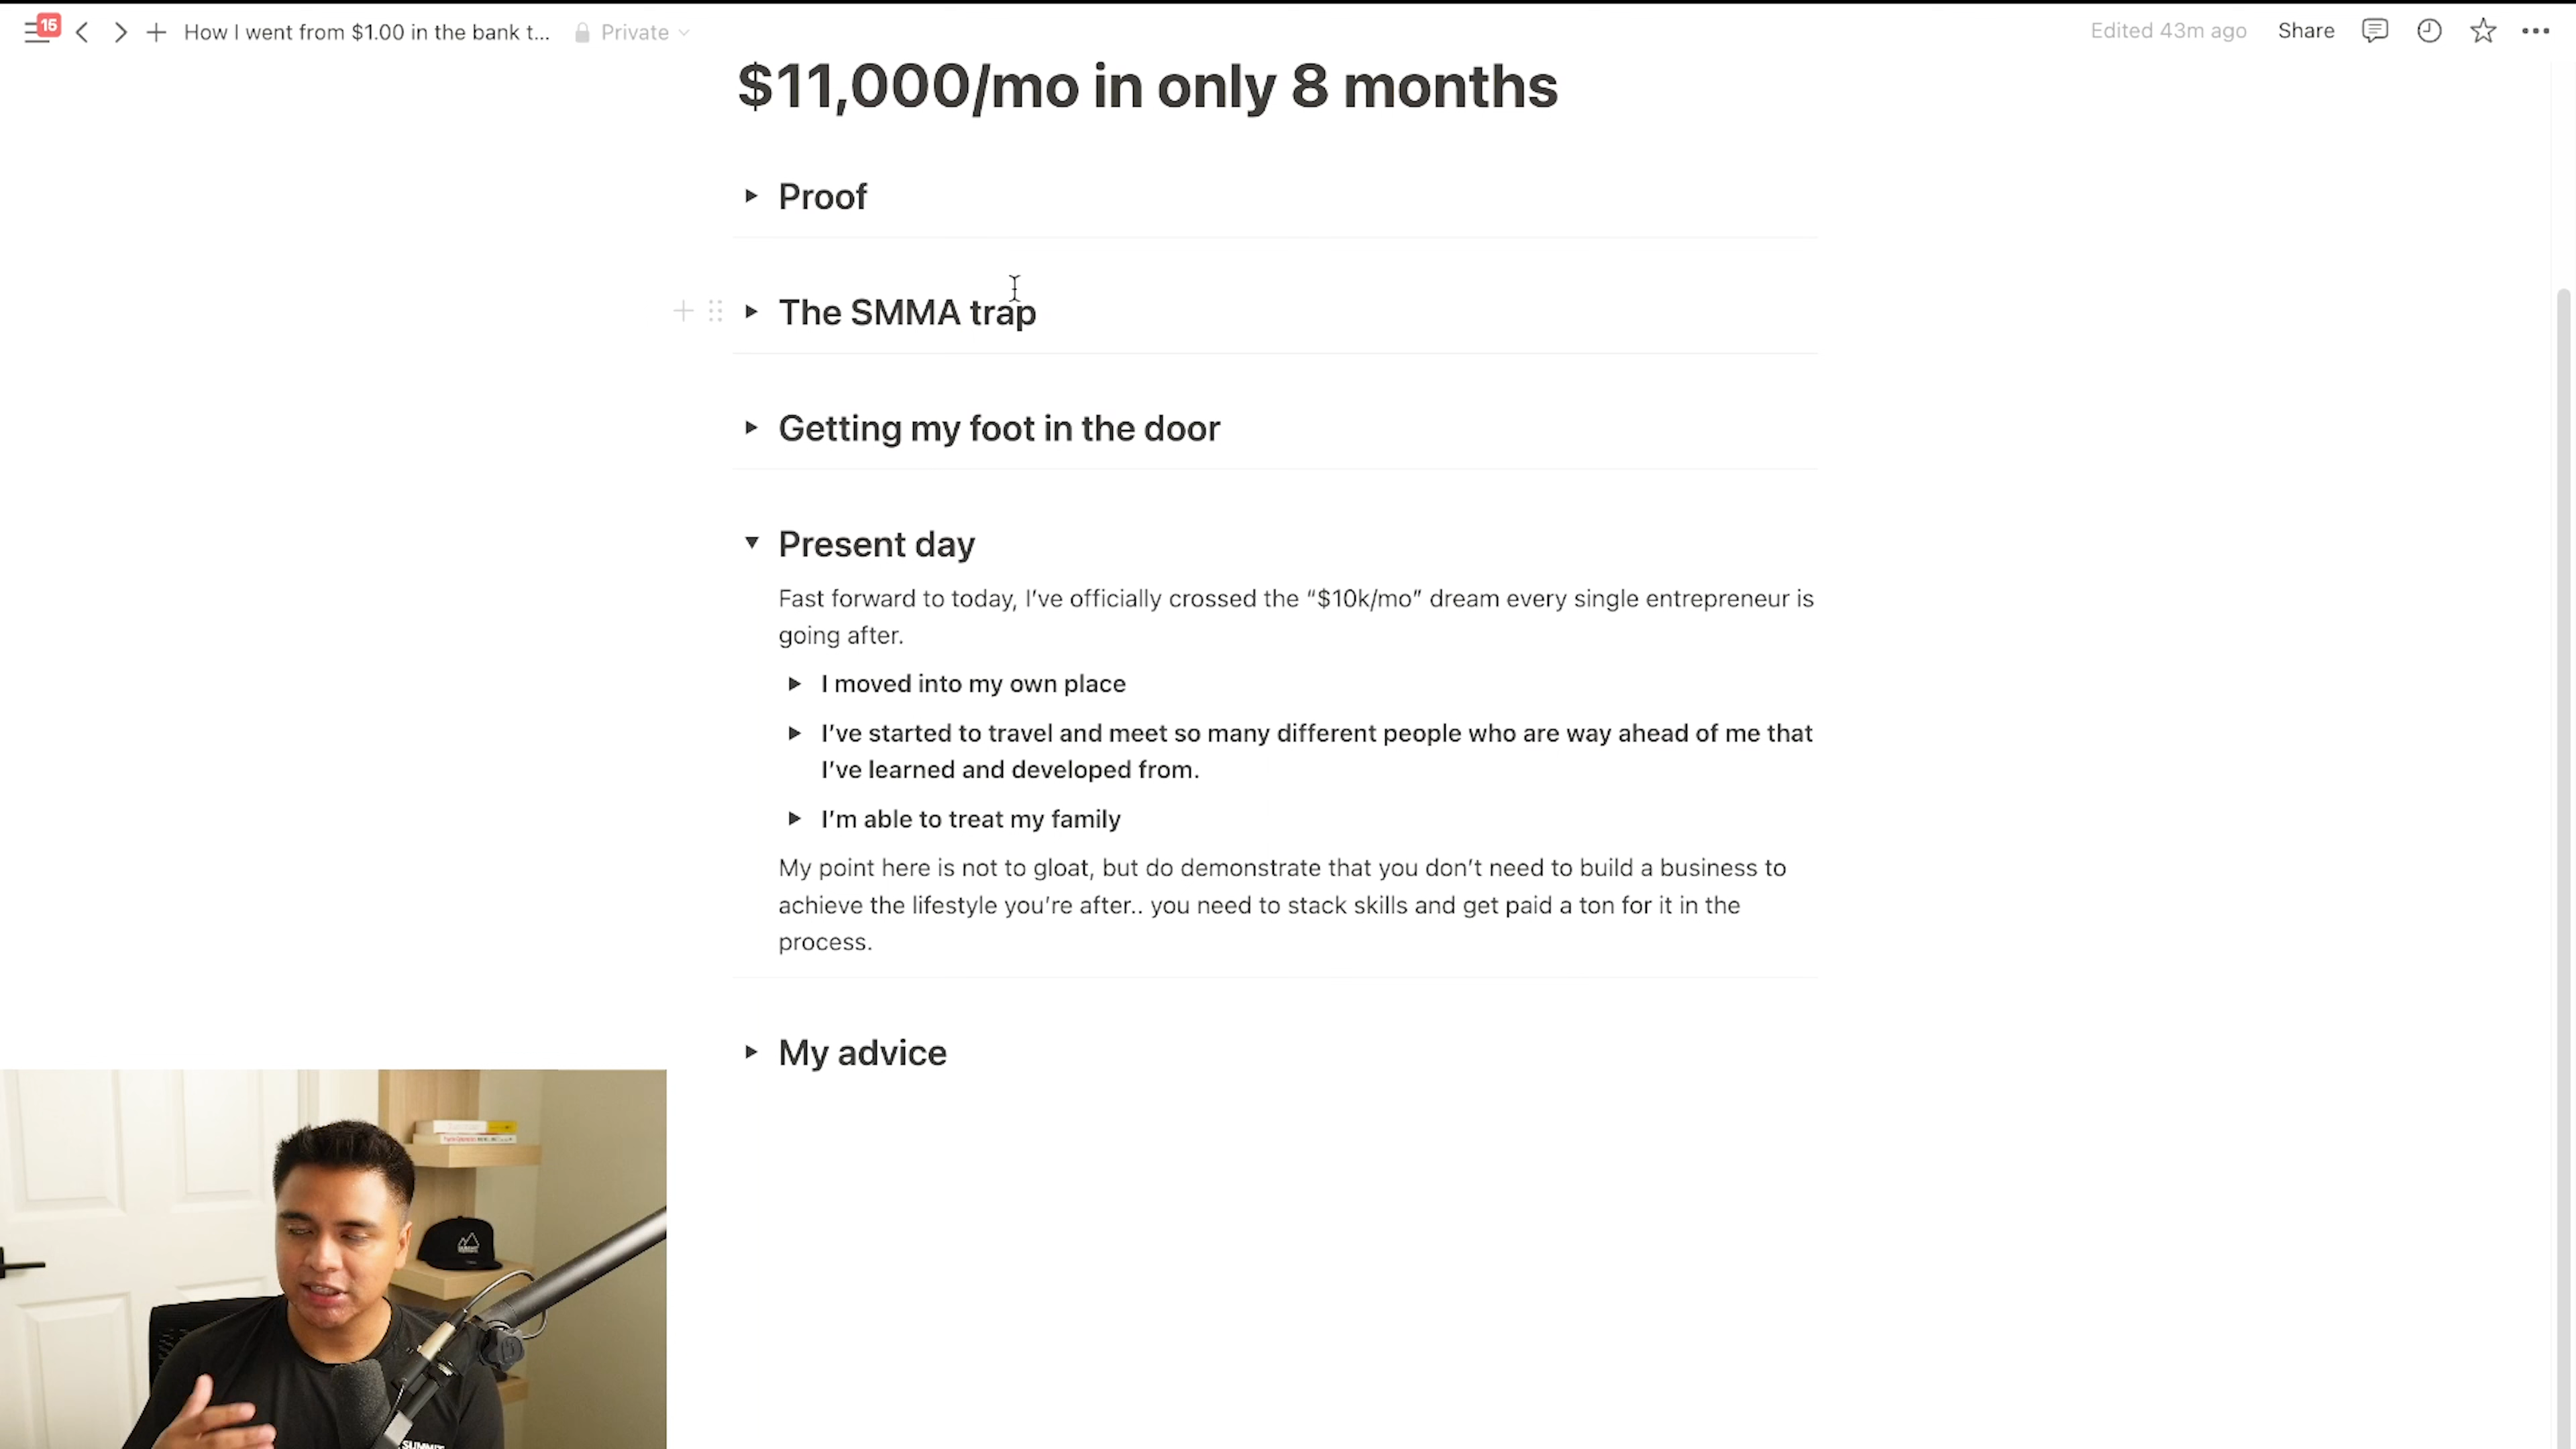 15
How I went from $1.00 in the bank t...
Private
Edited 43m ago
Share
$11,000/mo in only 8 months
Proof
The SMMA trap
Getting my foot in the door
Present day
Fast forward to today, I’ve officially crossed the “$10k/mo” dream every single entrepreneur is
going after.
I moved into my own place
I’ve started to travel and meet so many different people who are way ahead of me that
I’ve learned and developed from.
I’m able to treat my family
My point here is not to gloat, but do demonstrate that you don’t need to build a business to
achieve the lifestyle you’re after.. you need to stack skills and get paid a ton for it in the
process.
My advice
SUMMIT